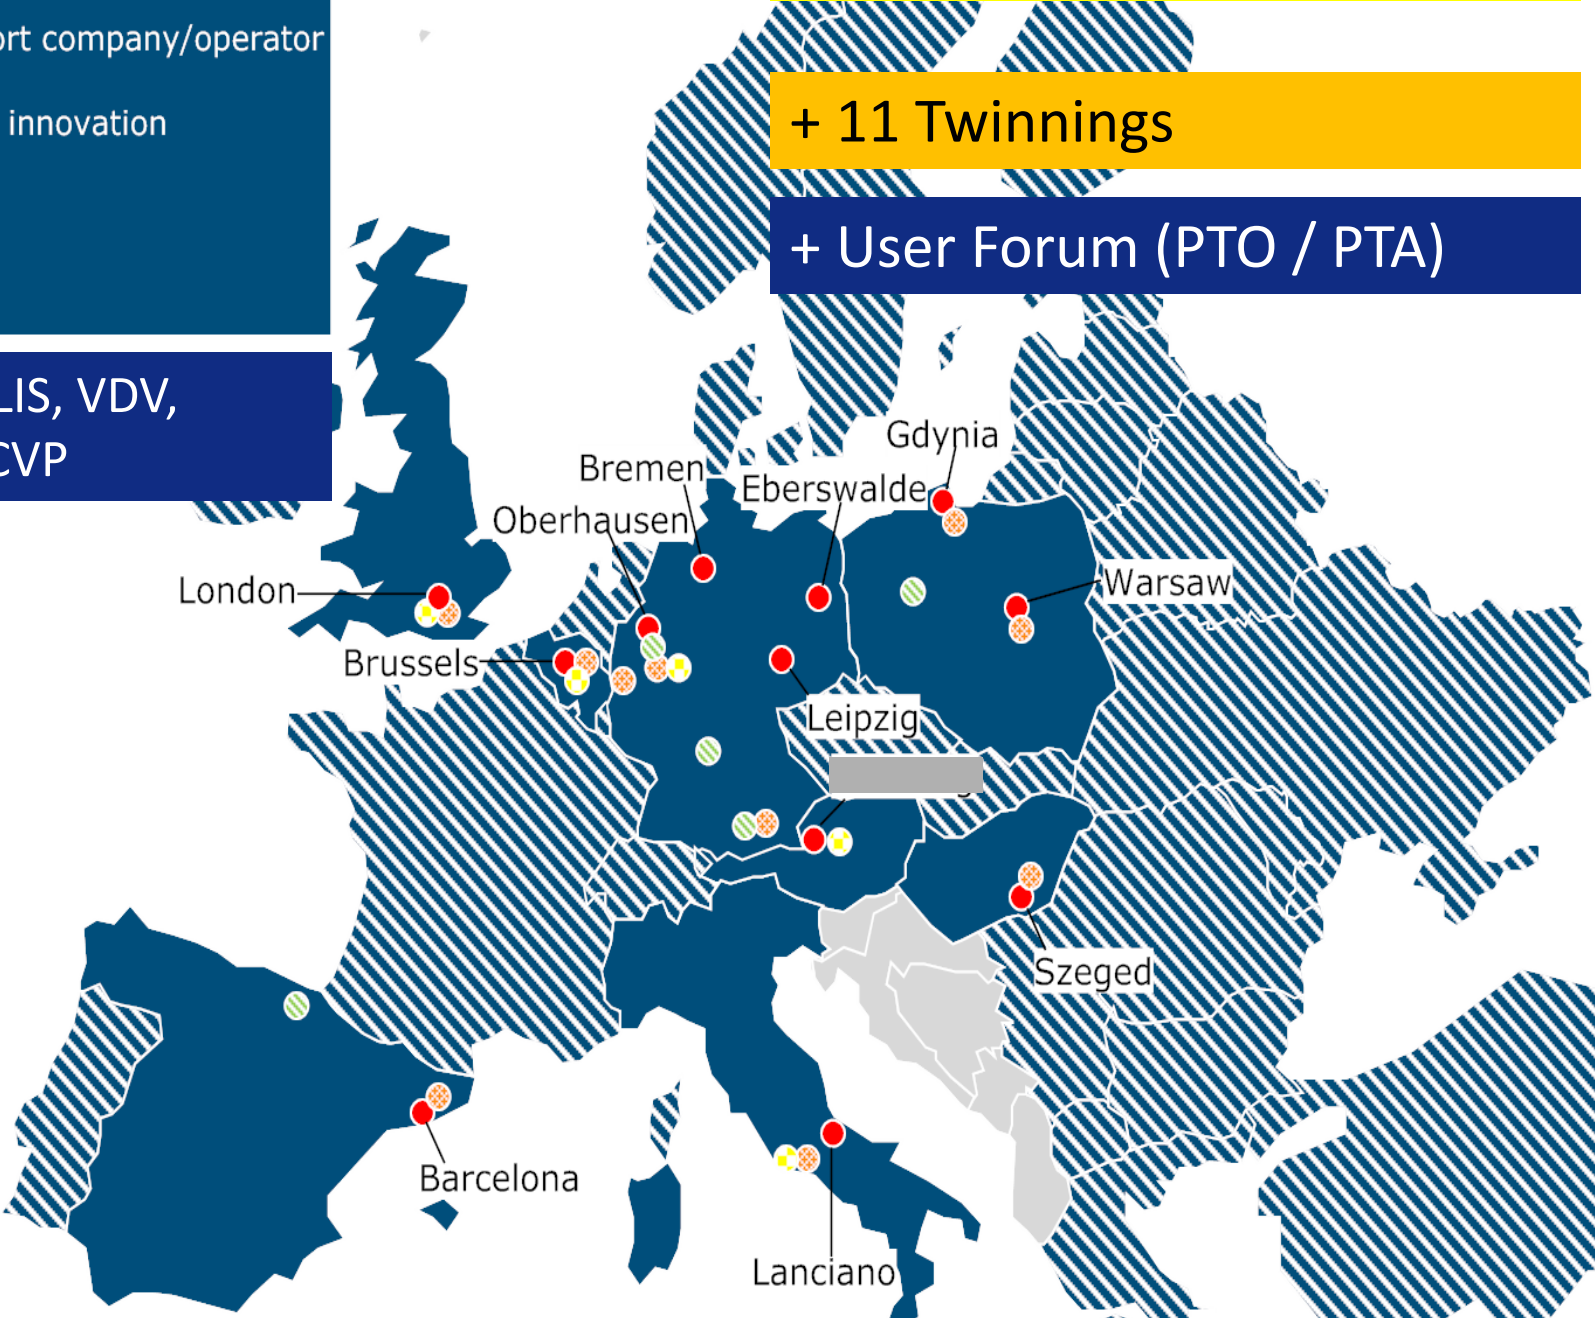 ort company/operator
innovation
+ 11 Twinnings
+ User Forum (PTO / PTA)
LIS, VDV,
CVP
Gdynia
Bremen
Eberswalde
Oberhausen
London
Warsaw
Brussels
Leipzig
Szeged
Barcelona
Lanciano